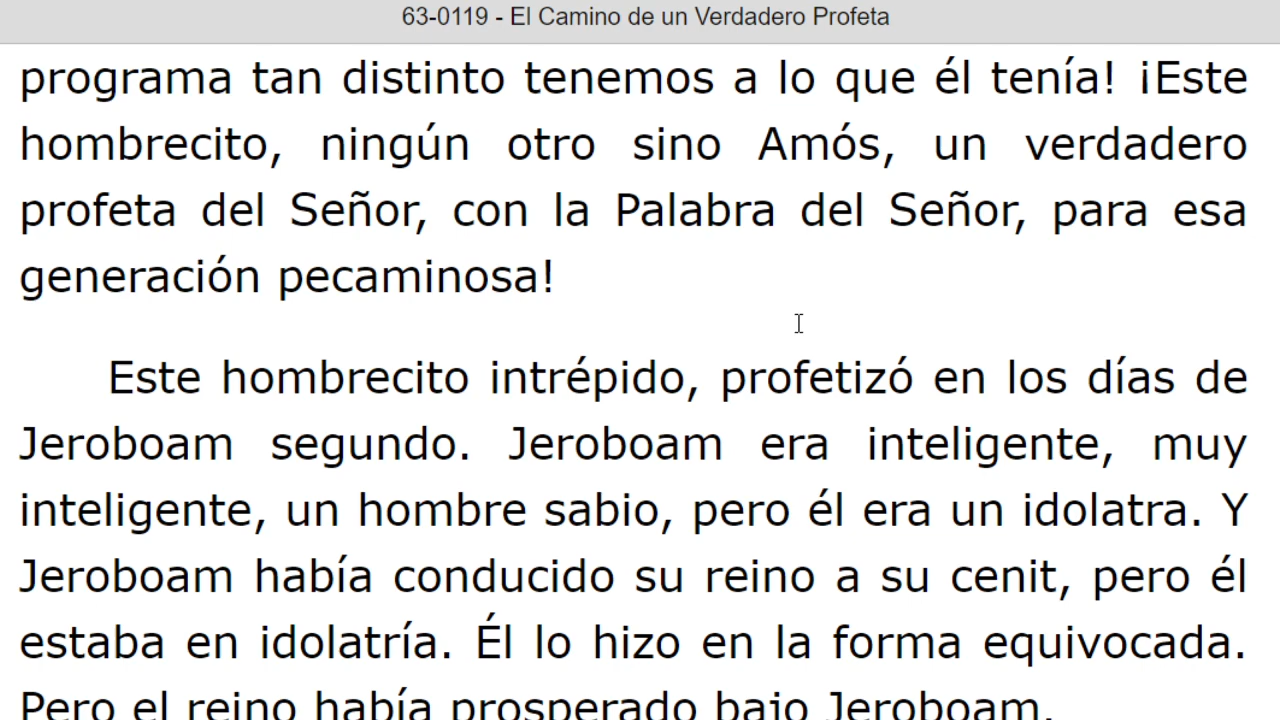 63-0119 - El Camino de un Verdadero Profeta
programa tan distinto tenemos a lo que él tenía! ¡Este
hombrecito, ningún otro sino Amós, un verdadero
profeta del Señor, con la Palabra del Señor, para esa
generación pecaminosa!
Este hombrecito intrépido, profetizó en los días de
Jeroboam segundo. Jeroboam era inteligente, muy
inteligente, un hombre sabio, pero él era un idolatra. Y
Jeroboam había conducido su reino a su cenit, pero él
estaba en idolatría. Él lo hizo en la forma equivocada.
Pero el reino había prosperado bajo Jeroboam.